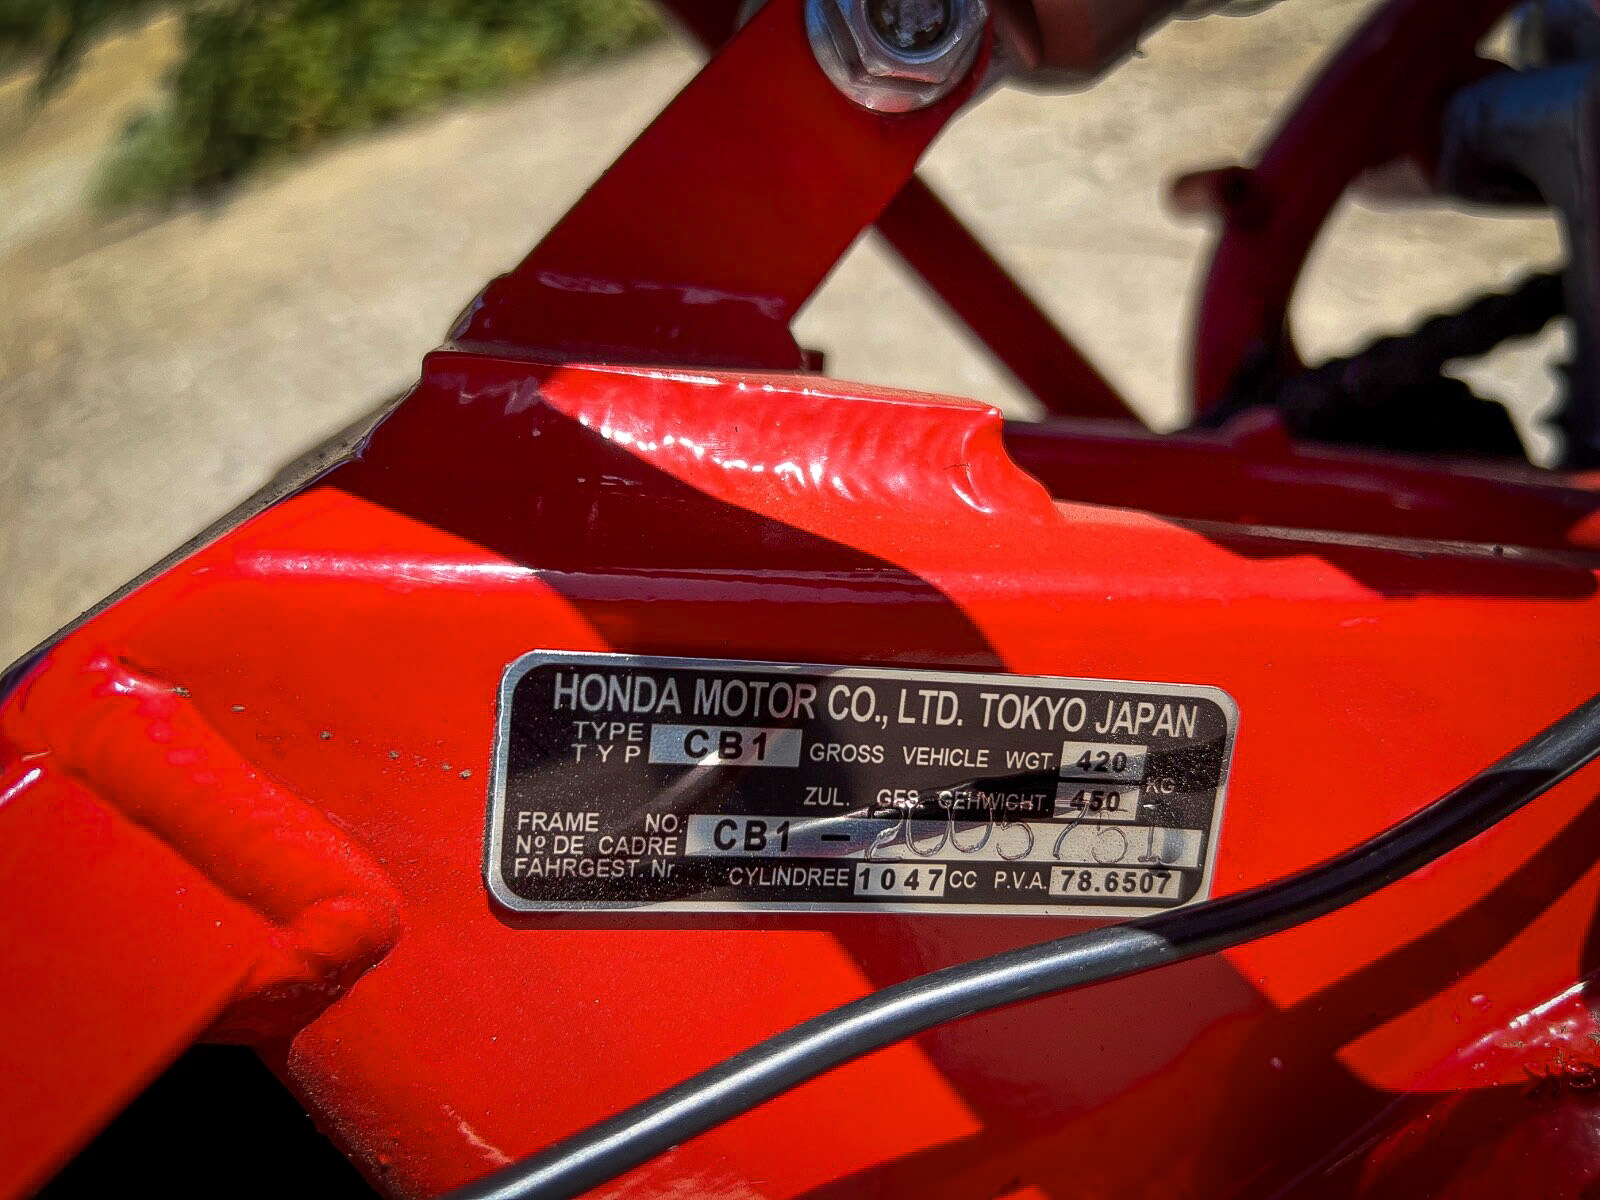 HONDA MOTOR CO., LTD. TOKYO JAPAN
TYPE
TYP CB1 GROSS VEHICLE WGT. 420
KG
ZUL. GES. GEHWICHT. 450
FRAME NO.
Nº DE CADRE CB1 -
FAHRGEST. Nr. CYLINDREE 1047 CC P.V.A. 78.6507